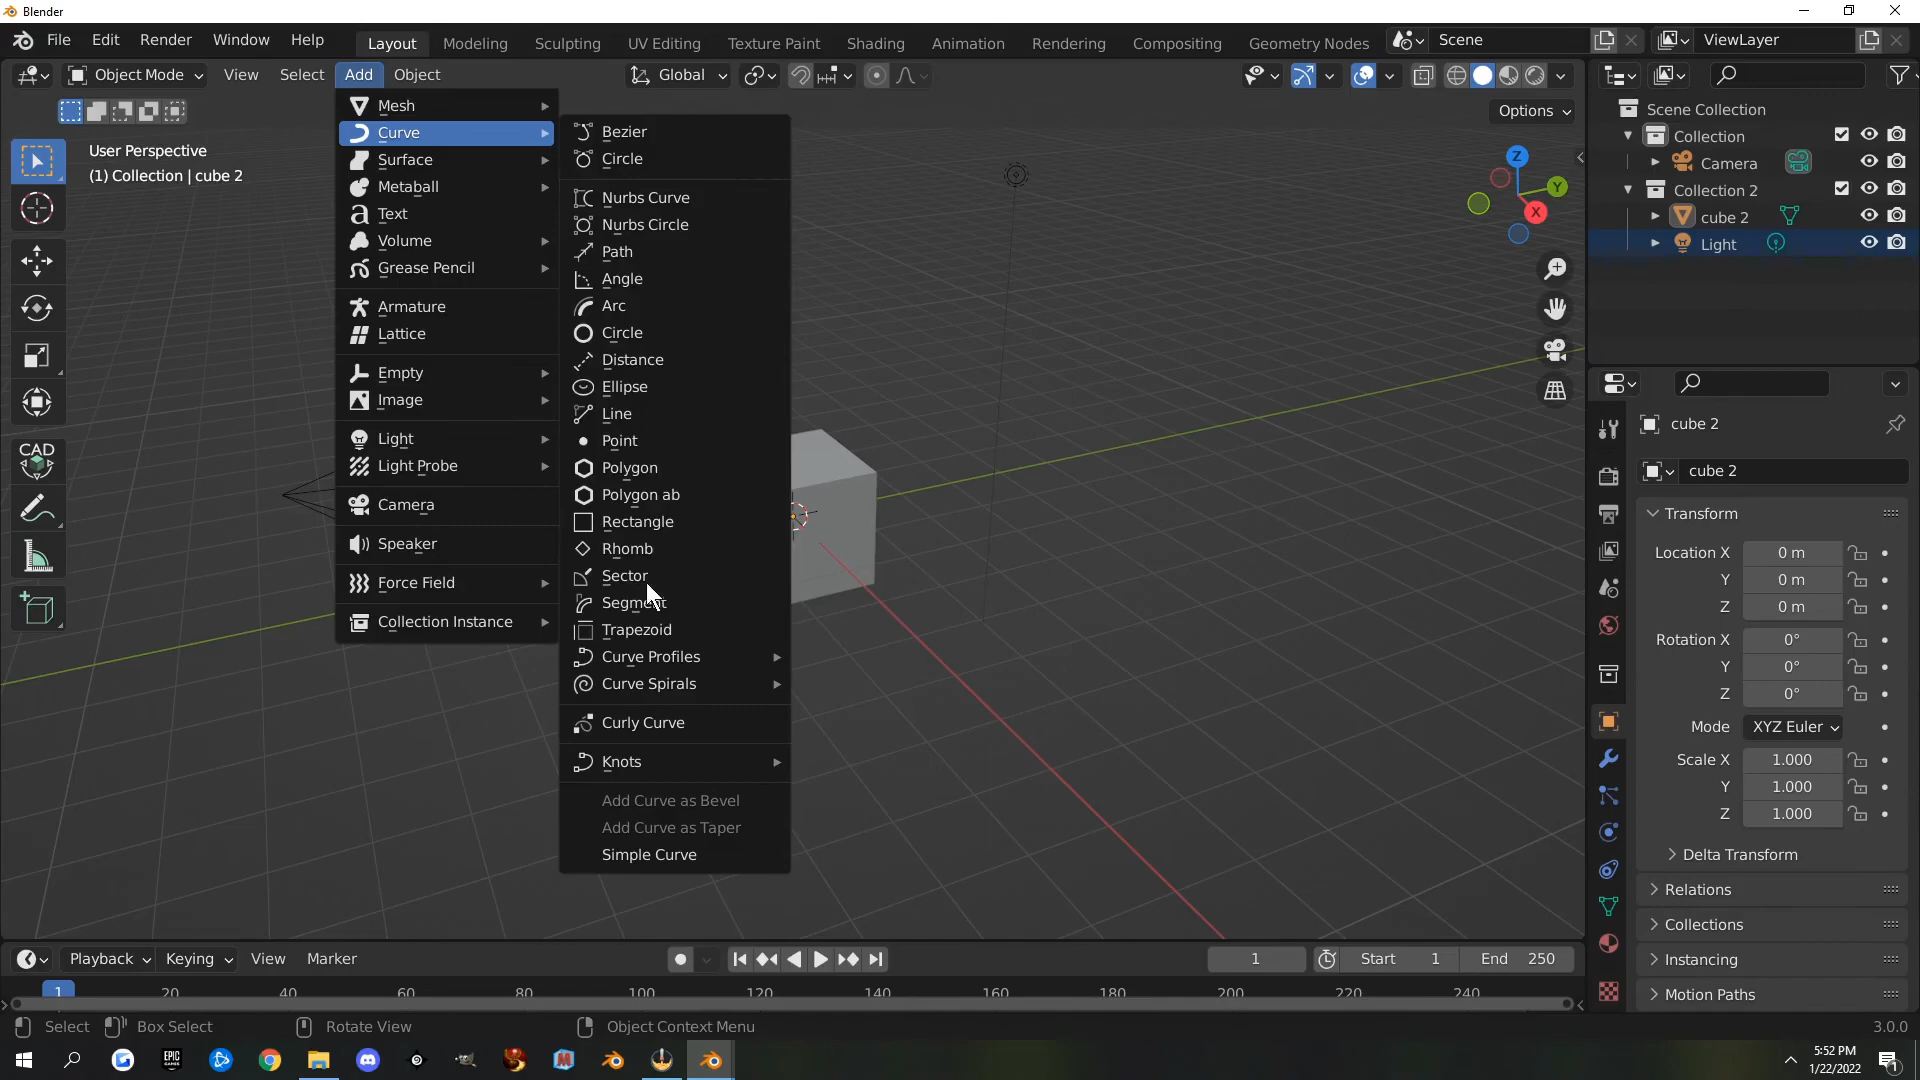 Blender
File Edit Render Window Help Layout Modeling Sculpting UV Editing Texture Paint Shading Animation Rendering Compositing Geometry Nodes Scene ViewLayer
Object Mode View Select Add Object Global
Options
User Perspective
(1) Collection | cube 2
Mesh
Curve
Surface
Metaball
Text
Volume
Grease Pencil
Armature
Lattice
Empty
Image
Light
Light Probe
Camera
Speaker
Force Field
Collection Instance
Bezier
Circle
Nurbs Curve
Nurbs Circle
Path
Angle
Arc
Circle
Distance
Ellipse
Line
Point
Polygon
Polygon ab
Rectangle
Rhomb
Sector
Segment
Trapezoid
Curve Profiles
Curve Spirals
Curly Curve
Knots
Add Curve as Bevel
Add Curve as Taper
Simple Curve
CAD
Z
Y
X
Scene Collection
Collection
Camera
Collection 2
cube 2
Light
cube 2
cube 2
Transform
Location X 0 m
Y 0 m
Z 0 m
Rotation X 0°
Y 0°
Z 0°
Mode XYZ Euler
Scale X 1.000
Y 1.000
Z 1.000
Delta Transform
Relations
Collections
Instancing
Motion Paths
Playback Keying View Marker 1 Start 1 End 250
1 20 40 60 80 100 120 140 160 180 200 220 240
Select Box Select Rotate View Object Context Menu 3.0.0
EPIC GAMES
5:52 PM
1/22/2022
1